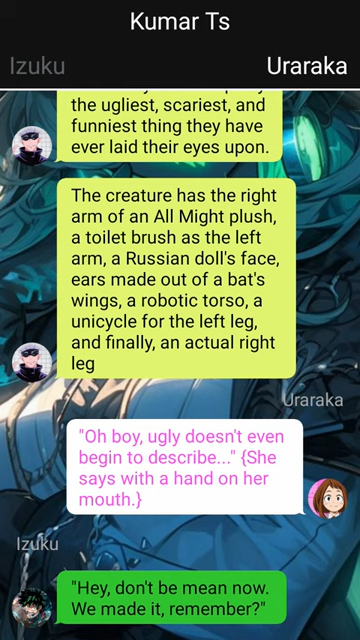 Kumar Ts
Izuku
Uraraka
the ugliest, scariest, and
funniest thing they have
ever laid their eyes upon.
The creature has the right
arm of an All Might plush,
a toilet brush as the left
arm, a Russian doll's face,
ears made out of a bat's
wings, a robotic torso, a
unicycle for the left leg,
and finally, an actual right
leg
Uraraka
"Oh boy, ugly doesn't even
begin to describe..." {She
says with a hand on her
mouth.}
Izuku
"Hey, don't be mean now.
We made it, remember?"